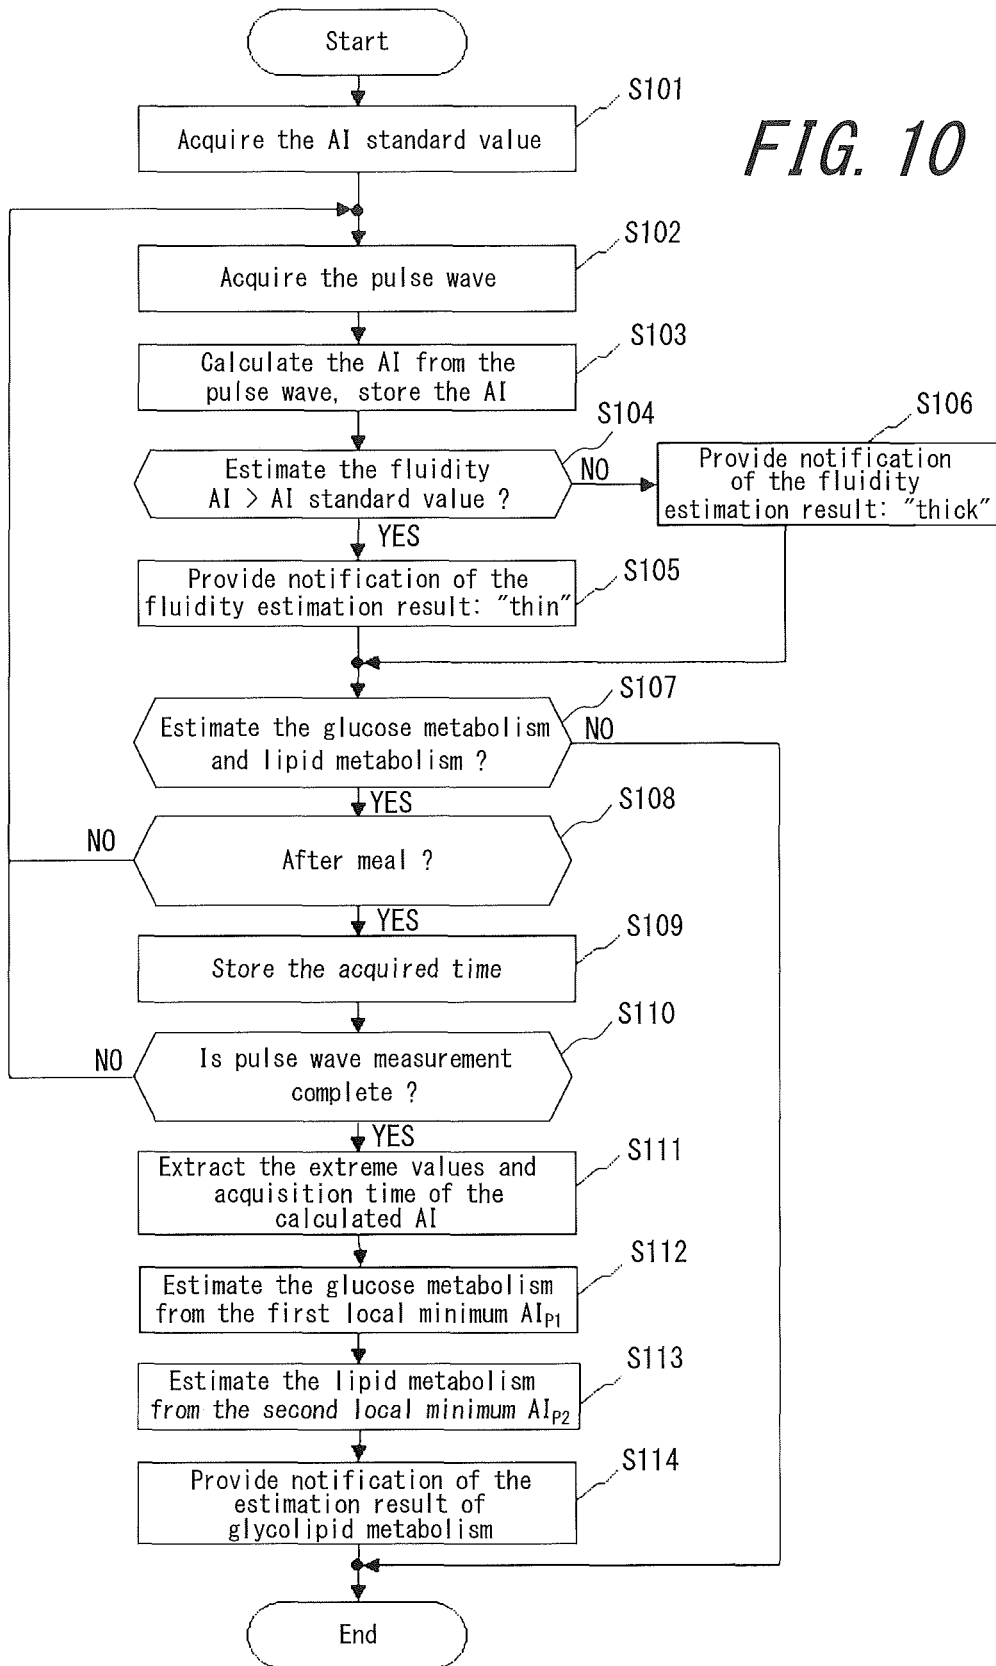 Start
S101
Acquire the AI standard value
FIG. 10
S102
Acquire the pulse wave
S103
Calculate the AI from the
pulse wave, store the AI
S104
Estimate the fluidity
AI > AI standard value ?
NO
S106
Provide notification
of the fluidity
estimation result: "thick"
YES
S105
Provide notification of the
fluidity estimation result: "thin"
S107
Estimate the glucose metabolism
and lipid metabolism ?
NO
YES
S108
NO
After meal ?
YES
S109
Store the acquired time
S110
NO
Is pulse wave measurement
complete ?
YES
S111
Extract the extreme values and
acquisition time of the
calculated AI
S112
Estimate the glucose metabolism
from the first local minimum AIP1
S113
Estimate the lipid metabolism
from the second local minimum AIP2
S114
Provide notification of the
estimation result of
glycolipid metabolism
End